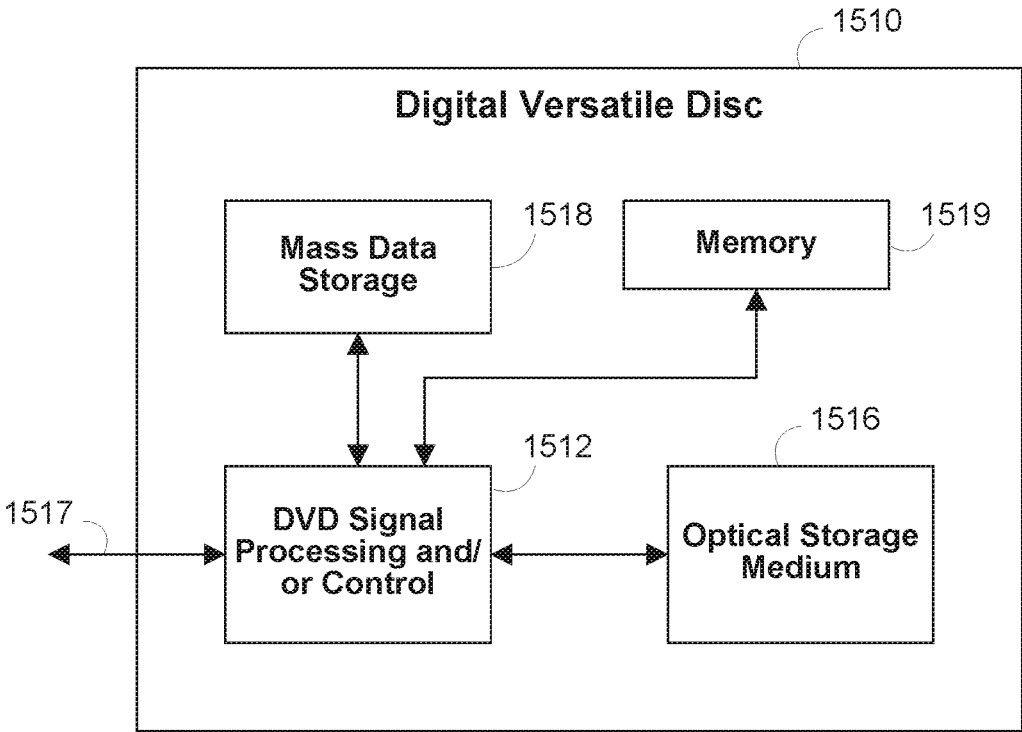 1510
Digital Versatile Disc
1518
1519
Mass Data
Storage
Memory
1516
1512
1517
DVD Signal
Processing and/
or Control
Optical Storage
Medium